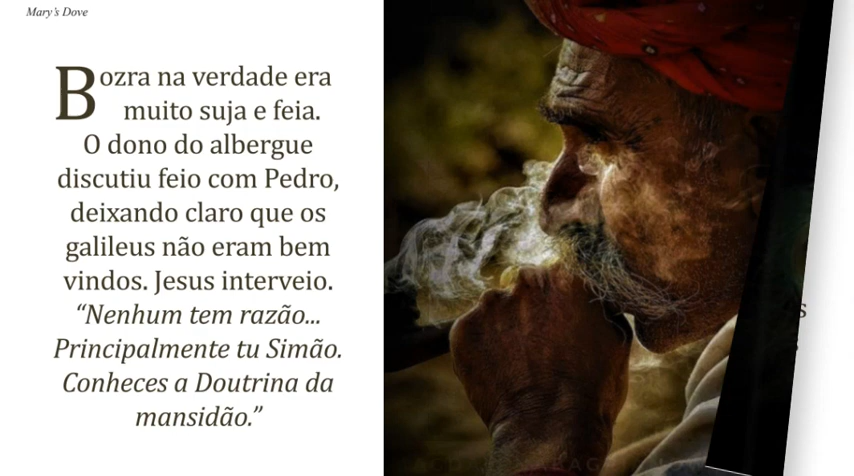 Mary's Dove
Bozra na verdade era
muito suja e feia.
O dono do albergue
discutiu feio com Pedro,
deixando claro que os
galileus não eram bem
vindos. Jesus interveio.
“Nenhum tem razão...
Principalmente tu Simão.
Conheces a Doutrina da
mansidão.”